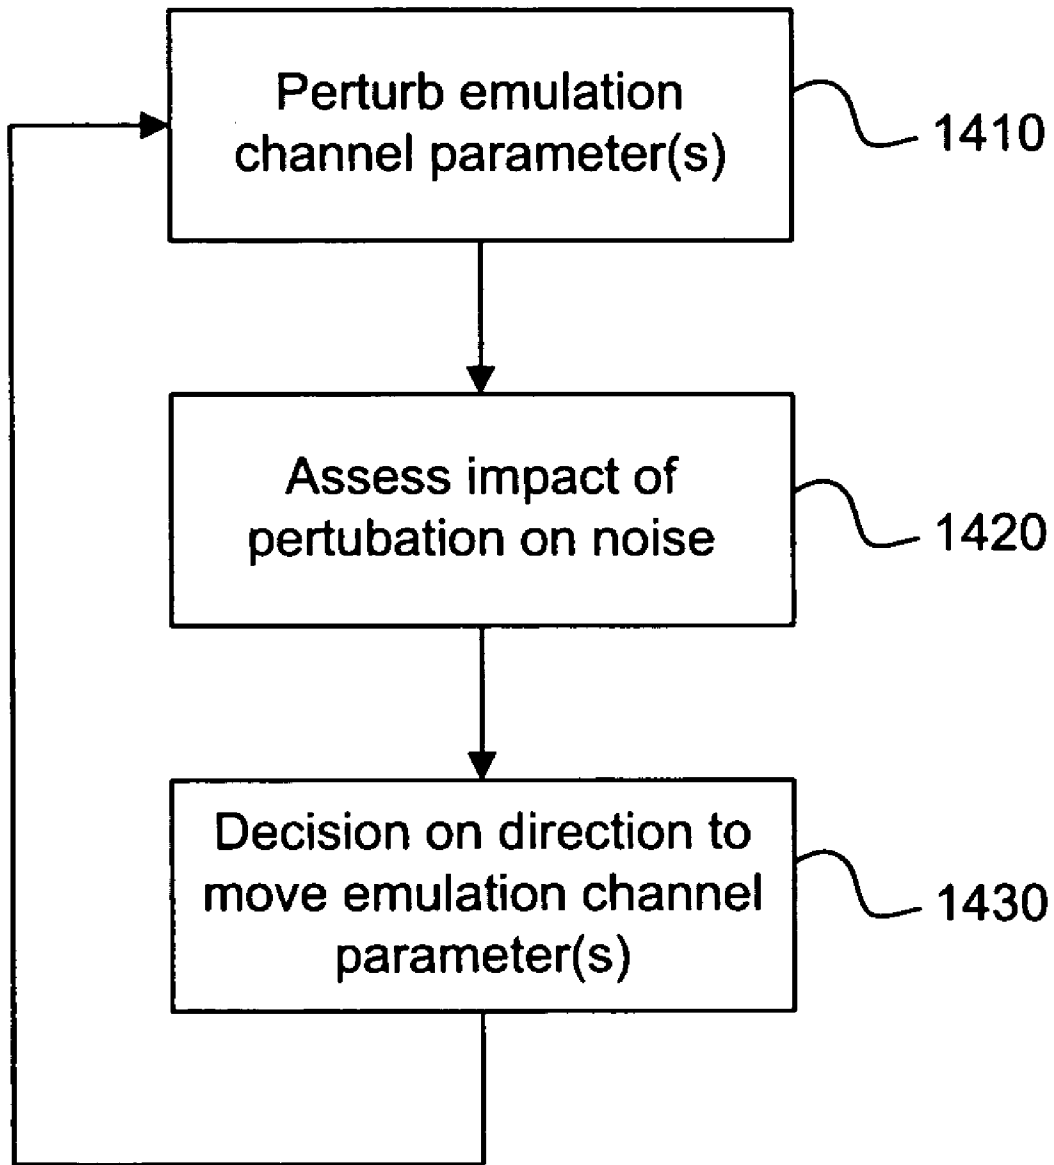 Perturb emulation
channel parameter(s)
1410
Assess impact of
pertubation on noise
1420
Decision on direction to
move emulation channel
parameter(s)
1430